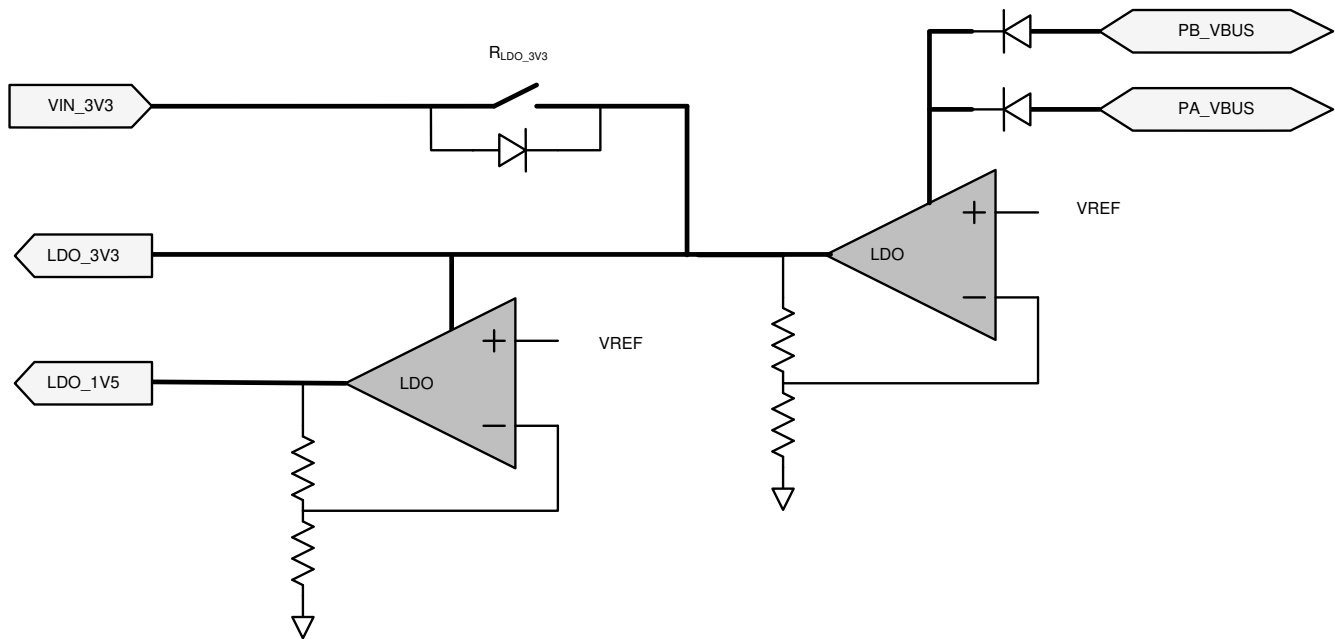 PB_VBUS
RLDO_3V3
VIN_3V3
PA_VBUS
+
VREF
LDO_3V3
LDO
−
+
VREF
LDO_1V5
LDO
−